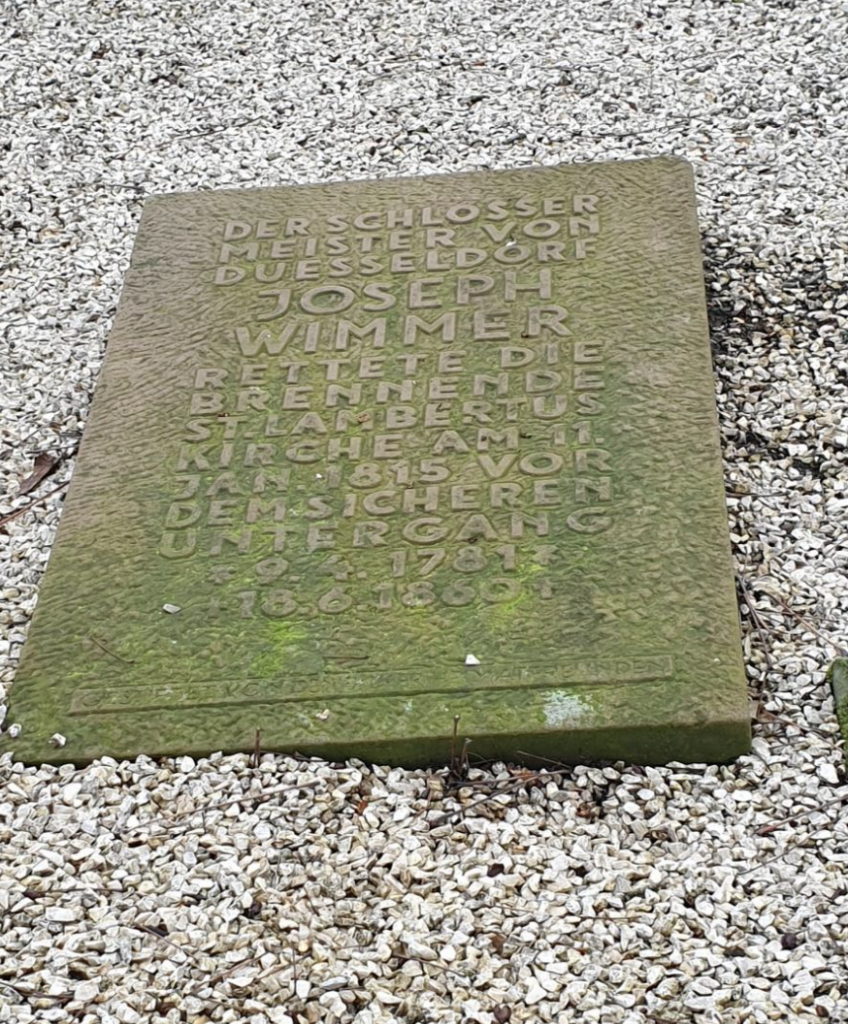 DER SCHLOSSER
MEISTER VON
DUESSELDORF
JOSEPH
WIMMER
RETTETE DIE
BRENNENDE
ST. LAMBERTUS
KIRCHE AM 11.
JAN. 1815 VOR
DEM SICHEREN
UNTERGANG
* 9. 4. 1781 *
† 18. 6. 1860 †